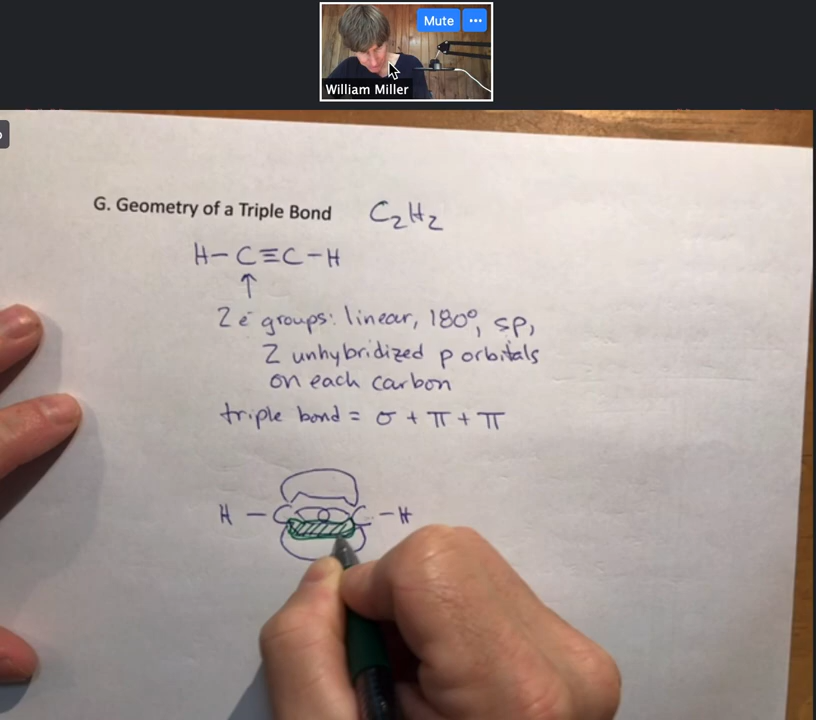 Mute ...
William Miller
G. Geometry of a Triple Bond C₂H₂
H-C≡C-H
↑
2 e⁻ groups: linear, 180°, sp,
2 unhybridized p orbitals
on each carbon
triple bond = σ + π + π
H - C C - H